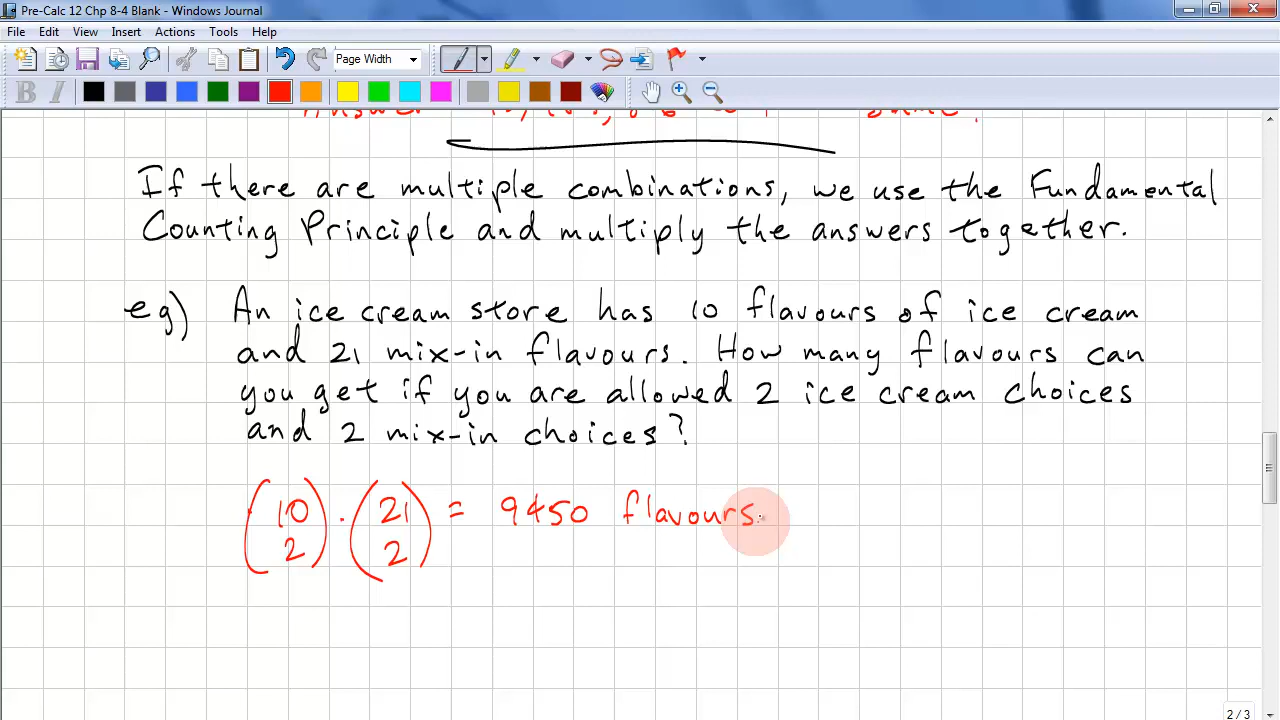 Pre-Calc 12 Chp 8-4 Blank - Windows Journal
File Edit View Insert Actions Tools Help
Page Width
B I
If there are multiple combinations, we use the Fundamental
Counting Principle and multiply the answers together.
eg) An ice cream store has 10 flavours of ice cream
and 21 mix-in flavours. How many flavours can
you get if you are allowed 2 ice cream choices
and 2 mix-in choices?
(10 2) · (21 2) = 9450 flavours.
2 / 3